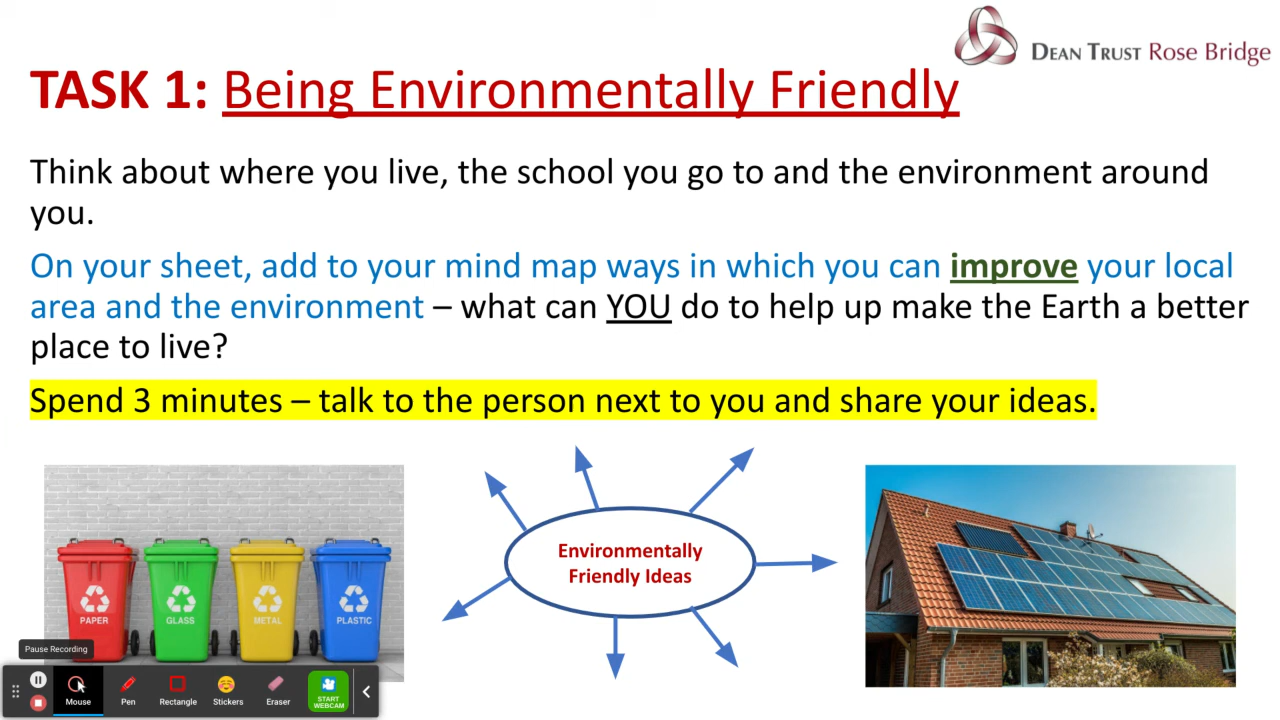 DEAN TRUST Rose Bridge
TASK 1: Being Environmentally Friendly
Think about where you live, the school you go to and the environment around
you.
On your sheet, add to your mind map ways in which you can improve your local
area and the environment – what can YOU do to help up make the Earth a better
place to live?
Spend 3 minutes – talk to the person next to you and share your ideas.
Environmentally
Friendly Ideas
PAPER
GLASS
METAL
PLASTIC
Pause Recording
Mouse
Pen
Rectangle
Stickers
Eraser
START
WEBCAM